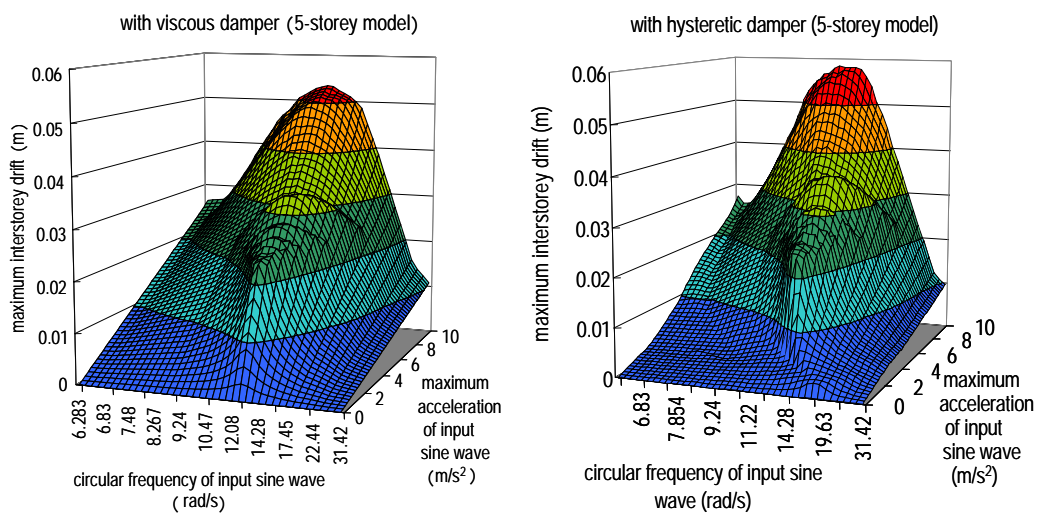 with viscous damper (5-storey model)
0.06
0.05
0.04
0.03
0.02
0.01
0
maximum interstorey drift (m)
6.283
6.83
7.48
8.267
9.24
10.47
12.08
14.28
17.45
22.44
31.42
circular frequency of input sine wave
( rad/s)
0
2
4
6
8
10
maximum
acceleration
of input
sine wave
(m/s²)
with hysteretic damper (5-storey model)
0.06
0.05
0.04
0.03
0.02
0.01
0
maximum interstorey drift (m)
6.83
7.854
9.24
11.22
14.28
19.63
31.42
circular frequency of input sine
wave (rad/s)
0
2
4
6
8
10
maximum
acceleration
of input
sine wave
(m/s²)